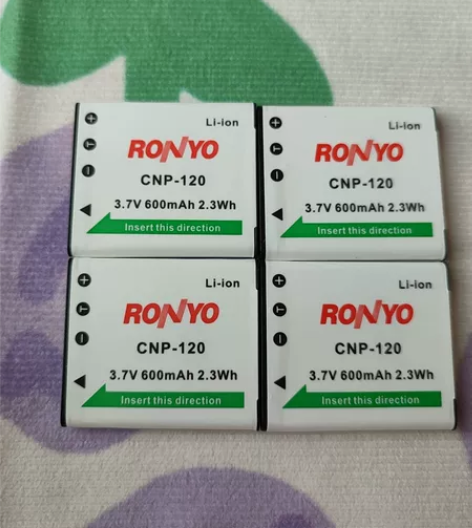 Li-ion
RONYO
CNP-120
3.7V 600mAh 2.3Wh
Insert this direction
Li-ion
RONYO
CNP-120
3.7V 600mAh 2.3Wh
Insert this direction
Li-ion
RONYO
CNP-120
3.7V 600mAh 2.3Wh
Insert this direction
Li-ion
RONYO
CNP-120
3.7V 600mAh 2.3Wh
Insert this direction